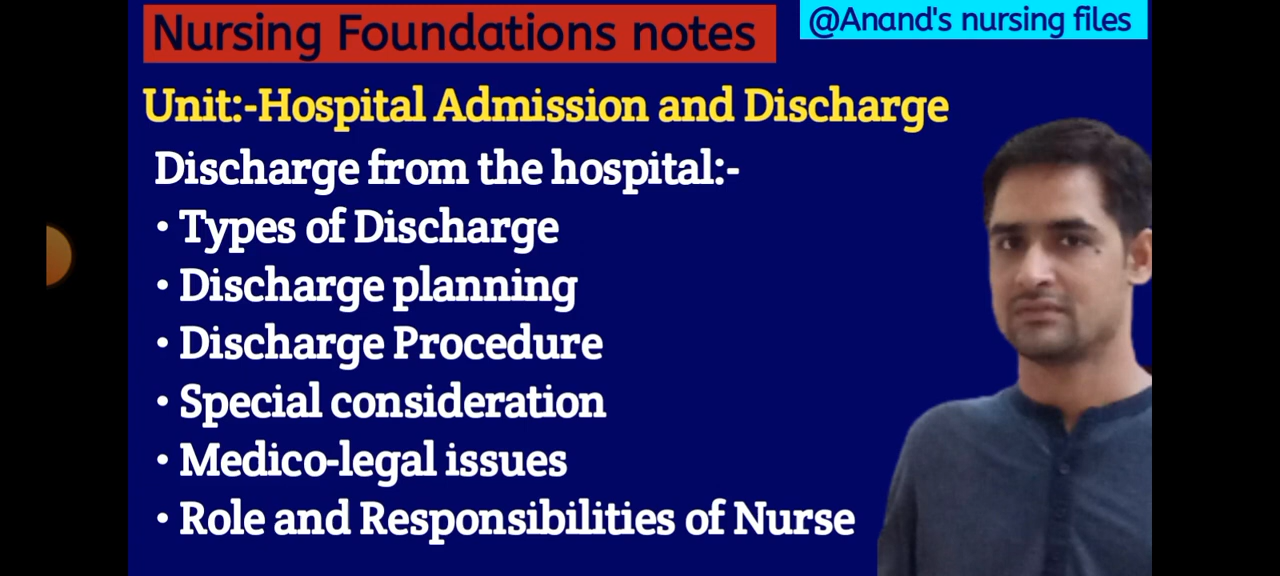 Nursing Foundations notes
@Anand's nursing files
Unit:-Hospital Admission and Discharge
Discharge from the hospital:-
• Types of Discharge
• Discharge planning
• Discharge Procedure
• Special consideration
• Medico-legal issues
• Role and Responsibilities of Nurse